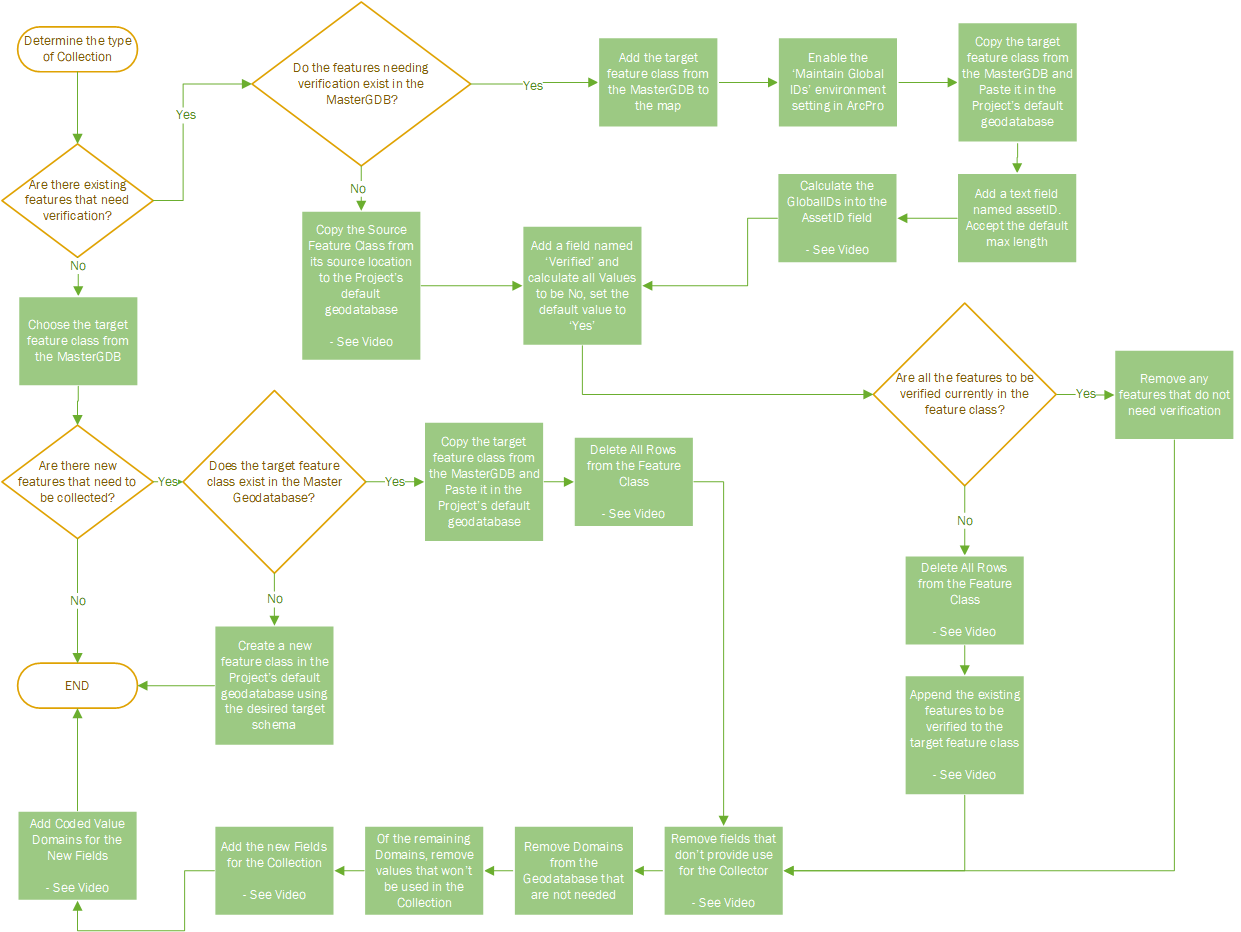 Determine the type
of Collection
Are there existing
features that need
verification?
Yes
No
Do the features needing
verification exist in the
MasterGDB?
Yes
No
Add the target
feature class from
the MasterGDB to
the map
Enable the
‘Maintain Global
IDs’ environment
setting in ArcPro
Copy the target
feature class from
the MasterGDB and
Paste it in the
Project’s default
geodatabase
Add a text field
named assetID.
Accept the default
max length
Calculate the
GlobalIDs into the
AssetID field
- See Video
Copy the Source
Feature Class from
its source location
to the Project’s
default
geodatabase
- See Video
Add a field named
‘Verified’ and
calculate all Values
to be No, set the
default value to
‘Yes’
Choose the target
feature class from
the MasterGDB
Are all the features to be
verified currently in the
feature class?
Yes
No
Remove any
features that do not
need verification
Are there new
features that need to
be collected?
Yes
No
Does the target feature
class exist in the Master
Geodatabase?
Yes
No
Copy the target
feature class from
the MasterGDB and
Paste it in the
Project’s default
geodatabase
Delete All Rows
from the Feature
Class
- See Video
Delete All Rows
from the Feature
Class
- See Video
Create a new
feature class in the
Project’s default
geodatabase using
the desired target
schema
END
Append the existing
features to be
verified to the
target feature class
- See Video
Add Coded Value
Domains for the
New Fields
- See Video
Add the new Fields
for the Collection
- See Video
Of the remaining
Domains, remove
values that won’t
be used in the
Collection
Remove Domains
from the
Geodatabase that
are not needed
Remove fields that
don’t provide use
for the Collector
- See Video